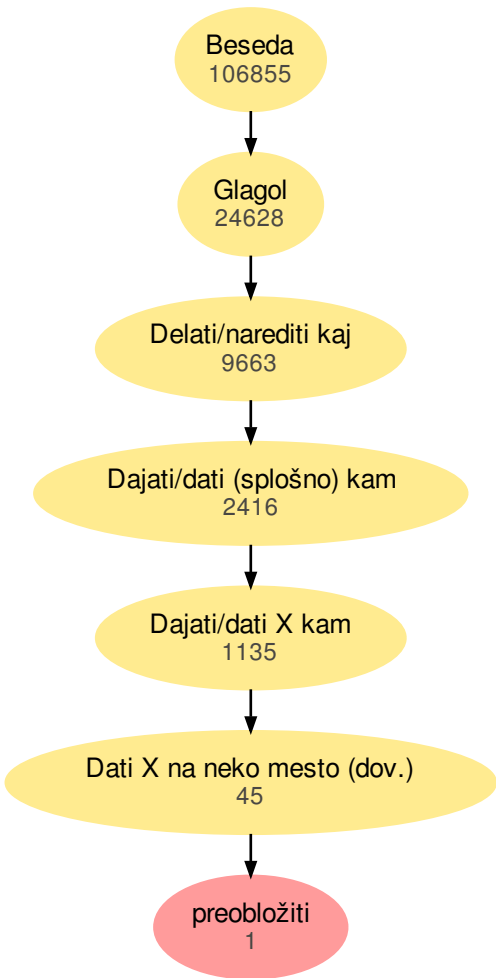 Beseda
106855
Glagol
24628
Delati/narediti kaj
9663
Dajati/dati (splošno) kam
2416
Dajati/dati X kam
1135
Dati X na neko mesto (dov.)
45
preobložiti
1